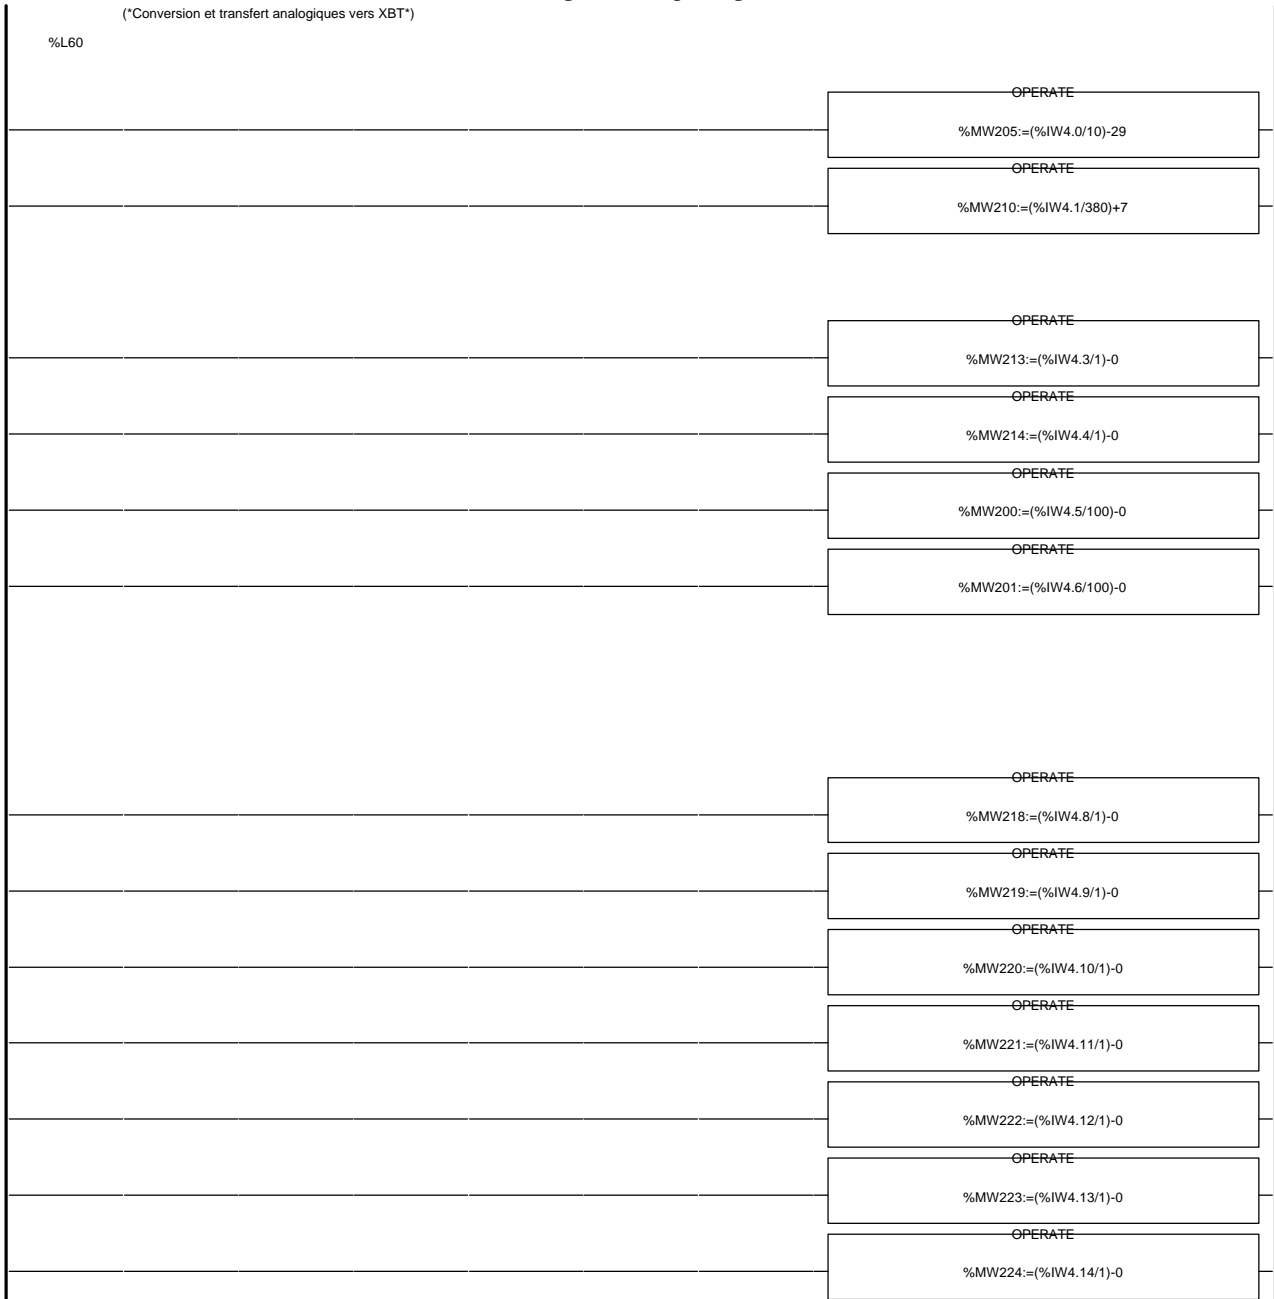 (*Conversion et transfert analogiques vers XBT*)
%L60
OPERATE
%MW205:=(%IW4.0/10)-29
OPERATE
%MW210:=(%IW4.1/380)+7
OPERATE
%MW213:=(%IW4.3/1)-0
OPERATE
%MW214:=(%IW4.4/1)-0
OPERATE
%MW200:=(%IW4.5/100)-0
OPERATE
%MW201:=(%IW4.6/100)-0
OPERATE
%MW218:=(%IW4.8/1)-0
OPERATE
%MW219:=(%IW4.9/1)-0
OPERATE
%MW220:=(%IW4.10/1)-0
OPERATE
%MW221:=(%IW4.11/1)-0
OPERATE
%MW222:=(%IW4.12/1)-0
OPERATE
%MW223:=(%IW4.13/1)-0
OPERATE
%MW224:=(%IW4.14/1)-0